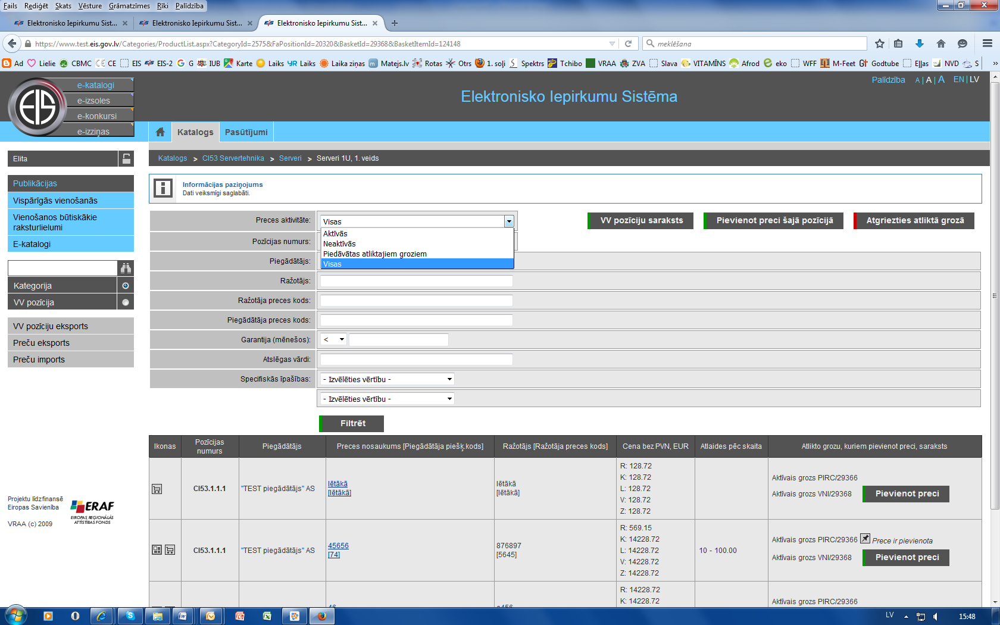 Fails Rediģēt Skats Vēsture Grāmatzīmes Rīki Palīdzība
Elektronisko Iepirkumu Sist... Elektronisko Iepirkumu Sist... Elektronisko Iepirkumu Sist...
https://www.test.eis.gov.lv/Categories/ProductList.aspx?CategoryId=2575&FaPositionId=20320&BasketId=29368&BasketItemId=124148
meklēšana
Ad Lielie CBMC CE EIS EIS-2 G IUB Karte Laiks Laiks Laika ziņas Matejs.lv Rotas Otrs 1. soļi Spektrs Tchibo VRAA ZVA Slava VITAMĪNS Afrod eko WFF M-Feet Godtube Eļļas NVD S »
EIS
e-katalogi
e-izsoles
e-konkursi
e-izziņas
Palīdzība A | A | A EN | LV
Elektronisko Iepirkumu Sistēma
Katalogs Pasūtījumi
Elita
Katalogs > CI53 Servertehnika > Serveri > Serveri 1U, 1. veids
Publikācijas
Vispārīgās vienošanās
Vienošanos būtiskākie
raksturlielumi
E-katalogi
Kategorija
VV pozīcija
VV pozīciju eksports
Preču eksports
Preču imports
Projektu līdzfinansē
Eiropas Savienība
VRAA (c) 2009
ERAF
EIROPAS REGIONĀLĀS
ATTĪSTĪBAS FONDS
Informācijas paziņojums
Dati veiksmīgi saglabāti.
Preces aktivitāte: Visas
Aktīvās
Neaktīvās
Piedāvātas atliktajiem groziem
Visas
VV pozīciju saraksts Pievienot preci šajā pozīcijā Atgriezties atliktā grozā
Pozīcijas numurs:
Piegādātājs:
Ražotājs:
Ražotāja preces kods:
Piegādātāja preces kods:
Garantija (mēnešos): <
Atslēgas vārdi:
Specifiskās īpašības: - Izvēlēties vērtību -
- Izvēlēties vērtību -
Filtrēt
Ikonas Pozīcijas numurs Piegādātājs Preces nosaukums [Piegādātāja piešķ.kods] Ražotājs [Ražotāja preces kods] Cena bez PVN, EUR Atlaides pēc skaita Atlikto grozu, kuriem pievienot preci, saraksts
CI53.1.1.1 "TEST piegādātājs" AS
lētākā
[lētākā]
lētākā
[lētākā]
R: 128.72
K: 128.72
L: 128.72
V: 128.72
Z: 128.72
Aktīvais grozs PIRC/29366
Aktīvais grozs VNI/29368 Pievienot preci
CI53.1.1.1 "TEST piegādātājs" AS
45656
[74]
876897
[5645]
R: 569.15
K: 14228.72
L: 14228.72
V: 14228.72
Z: 14228.72
10 - 100.00
Aktīvais grozs PIRC/29366 Prece ir pievienota
Aktīvais grozs VNI/29368 Pievienot preci
R: 14228.72
K: 14228.72
Aktīvais grozs PIRC/29366
LV 15:48